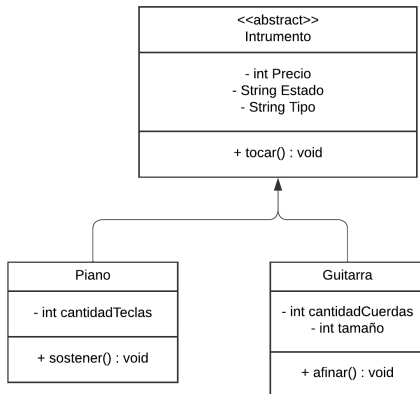 <<abstract>>
Intrumento
- int Precio
- String Estado
- String Tipo
+ tocar() : void
Piano
- int cantidadTeclas
+ sostener() : void
Guitarra
- int cantidadCuerdas
- int tamaño
+ afinar() : void